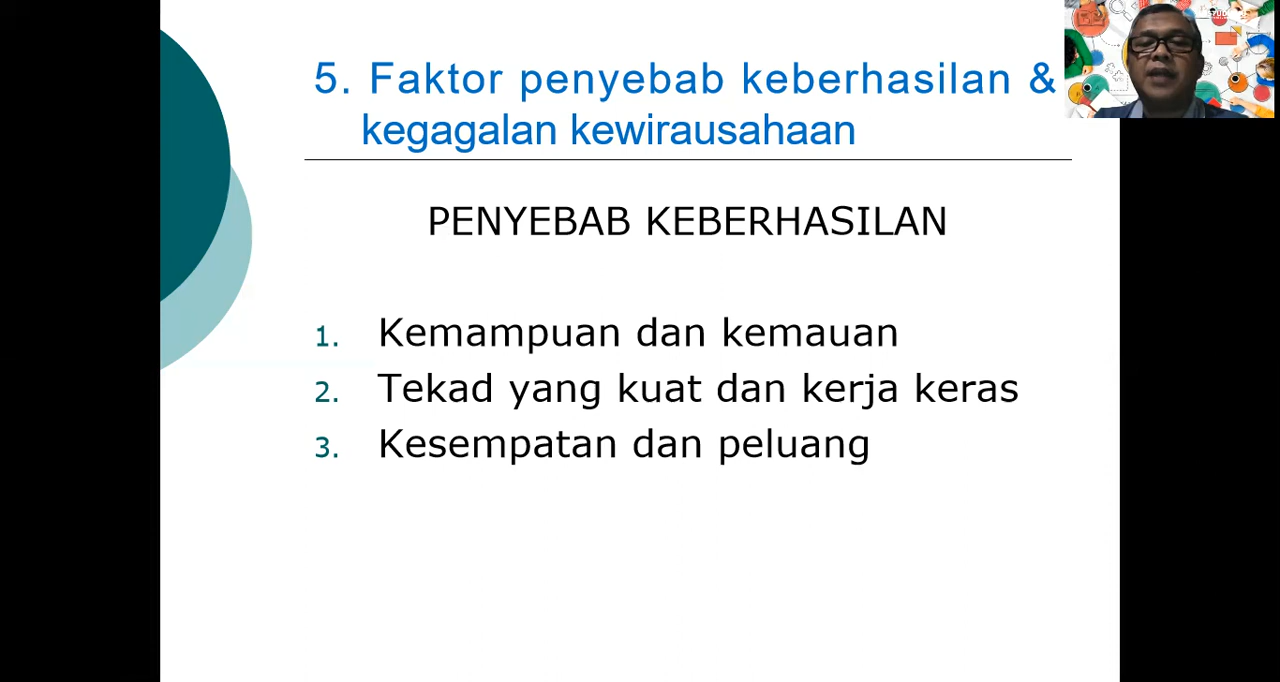 5. Faktor penyebab keberhasilan &
kegagalan kewirausahaan
PENYEBAB KEBERHASILAN
1. Kemampuan dan kemauan
2. Tekad yang kuat dan kerja keras
3. Kesempatan dan peluang